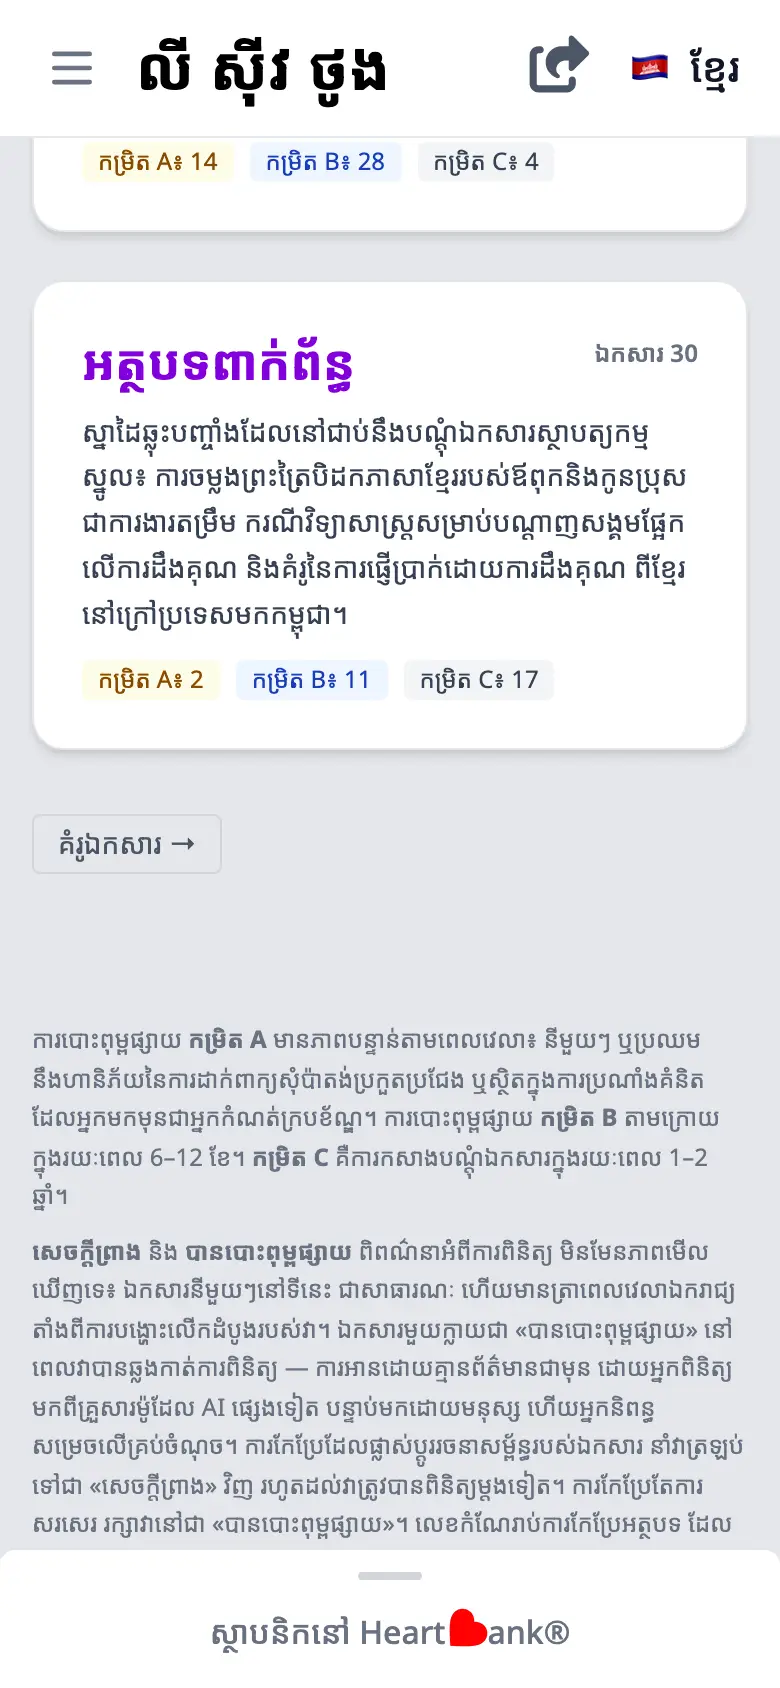 លី ស៊ីវ ថូង
ខ្មែរ
កម្រិត A៖ 14 កម្រិត B៖ 28 កម្រិត C៖ 4
អត្ថបទពាក់ព័ន្ធ
ឯកសារ 30
ស្នាដៃឆ្លុះបញ្ចាំងដែលនៅជាប់នឹងបណ្តុំឯកសារស្ថាបត្យកម្ម
ស្នូល៖ ការចម្លងព្រះត្រៃបិដកភាសាខ្មែររបស់ឪពុកនិងកូនប្រុស
ជាការងារតម្រឹម ករណីវិទ្យាសាស្ត្រសម្រាប់បណ្តាញសង្គមផ្អែក
លើការដឹងគុណ និងគំរូនៃការផ្ញើប្រាក់ដោយការដឹងគុណ ពីខ្មែរ
នៅក្រៅប្រទេសមកកម្ពុជា។
កម្រិត A៖ 2 កម្រិត B៖ 11 កម្រិត C៖ 17
គំរូឯកសារ →
ការបោះពុម្ពផ្សាយ កម្រិត A មានភាពបន្ទាន់តាមពេលវេលា៖ នីមួយៗ ឬប្រឈម
នឹងហានិភ័យនៃការដាក់ពាក្យសុំប៉ាតង់ប្រកួតប្រជែង ឬស្ថិតក្នុងការប្រណាំងគំនិត
ដែលអ្នកមកមុនជាអ្នកកំណត់ក្របខ័ណ្ឌ។ ការបោះពុម្ពផ្សាយ កម្រិត B តាមក្រោយ
ក្នុងរយៈពេល 6–12 ខែ។ កម្រិត C គឺការកសាងបណ្តុំឯកសារក្នុងរយៈពេល 1–2
ឆ្នាំ។
សេចក្តីព្រាង និង បានបោះពុម្ពផ្សាយ ពិពណ៌នាអំពីការពិនិត្យ មិនមែនភាពមើល
ឃើញទេ៖ ឯកសារនីមួយៗនៅទីនេះ ជាសាធារណៈ ហើយមានត្រាពេលវេលាឯករាជ្យ
តាំងពីការបង្ហោះលើកដំបូងរបស់វា។ ឯកសារមួយក្លាយជា «បានបោះពុម្ពផ្សាយ» នៅ
ពេលវាបានឆ្លងកាត់ការពិនិត្យ — ការអានដោយគ្មានព័ត៌មានជាមុន ដោយអ្នកពិនិត្យ
មកពីគ្រួសារម៉ូដែល AI ផ្សេងទៀត បន្ទាប់មកដោយមនុស្ស ហើយអ្នកនិពន្ធ
សម្រេចលើគ្រប់ចំណុច។ ការកែប្រែដែលផ្លាស់ប្តូររចនាសម្ព័ន្ធរបស់ឯកសារ នាំវាត្រឡប់
ទៅជា «សេចក្តីព្រាង» វិញ រហូតដល់វាត្រូវបានពិនិត្យម្តងទៀត។ ការកែប្រែតែការ
សរសេរ រក្សាវានៅជា «បានបោះពុម្ពផ្សាយ»។ លេខកំណែរាប់ការកែប្រែអត្ថបទ ដែល
ស្ថាបនិកនៅ Heartank®